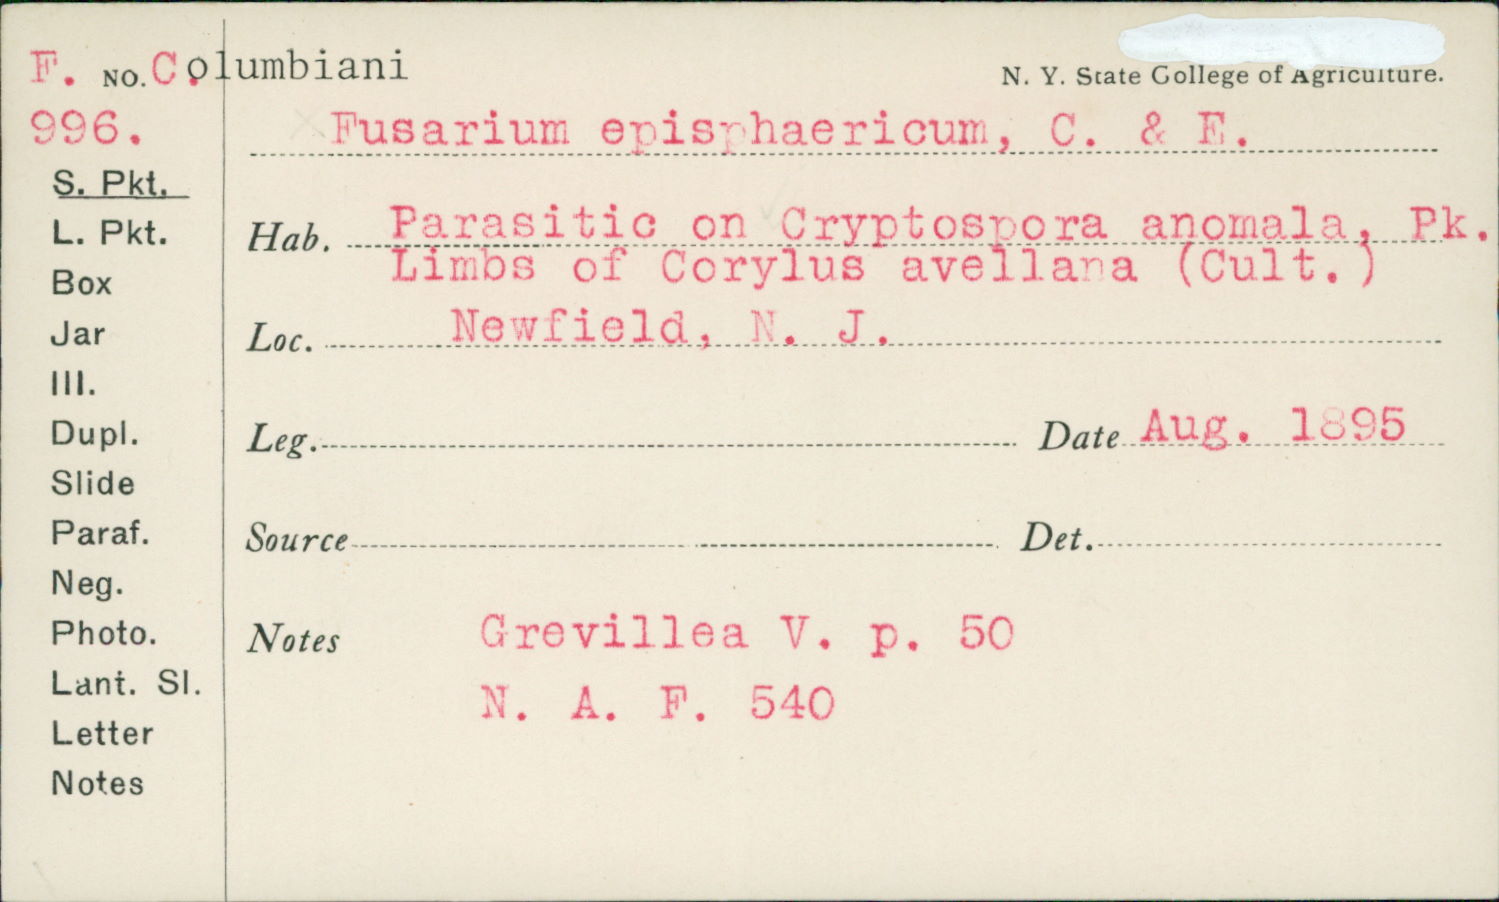 F. NO. C.olumbiani
N. Y. State College of Agriculture.
996.
Fusarium episphaericum, C. & E.
S. Pkt.
L. Pkt.
Hab. Parasitic on Cryptospora anomala, Pk.
Limbs of Corylus avellana (Cult.)
Box
Jar
Loc. Newfield, N. J.
Ill.
Dupl.
Leg. Date Aug. 1895
Slide
Paraf.
Source Det.
Neg.
Photo.
Notes Grevillea V. p. 50
Lant. Sl.
N. A. F. 540
Letter
Notes